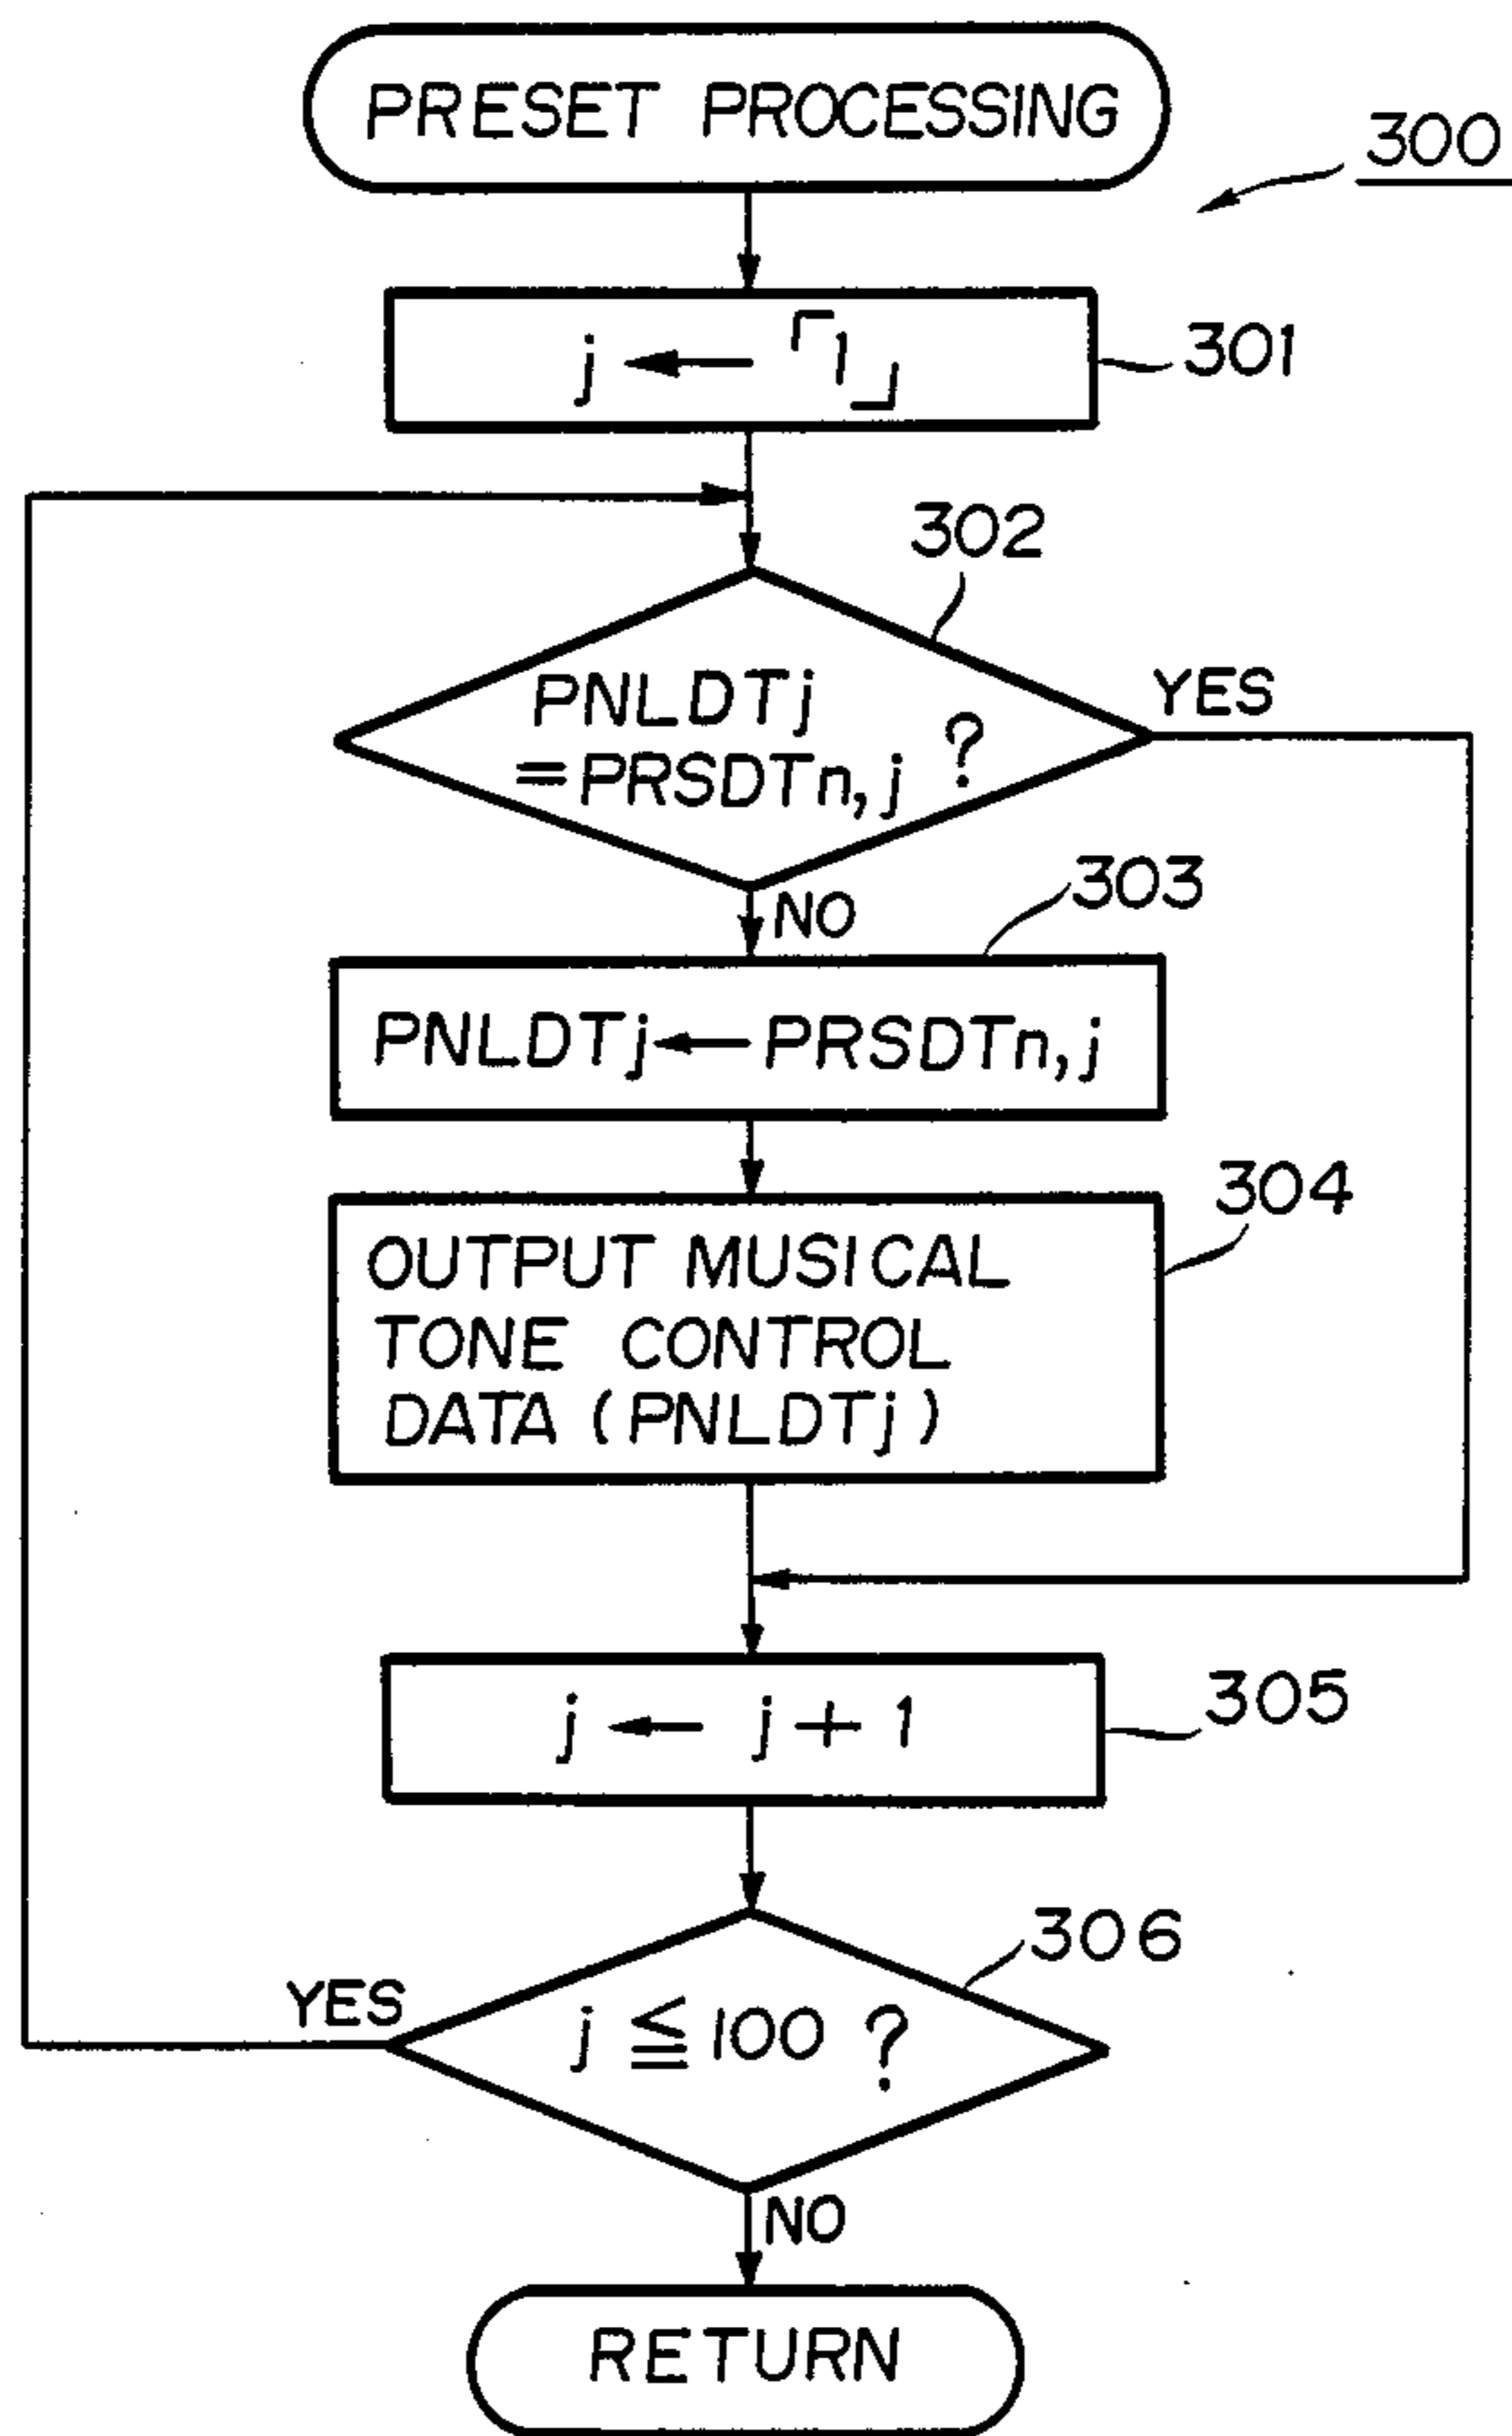 PRESET PROCESSING
300
j ← 「1」
301
302
PNLDTj
=PRSDTn,j ?
YES
NO
303
PNLDTj ← PRSDTn,j
304
OUTPUT MUSICAL
TONE CONTROL
DATA (PNLDTj)
j ← j + 1
305
306
YES
j ≦ 100 ?
NO
RETURN